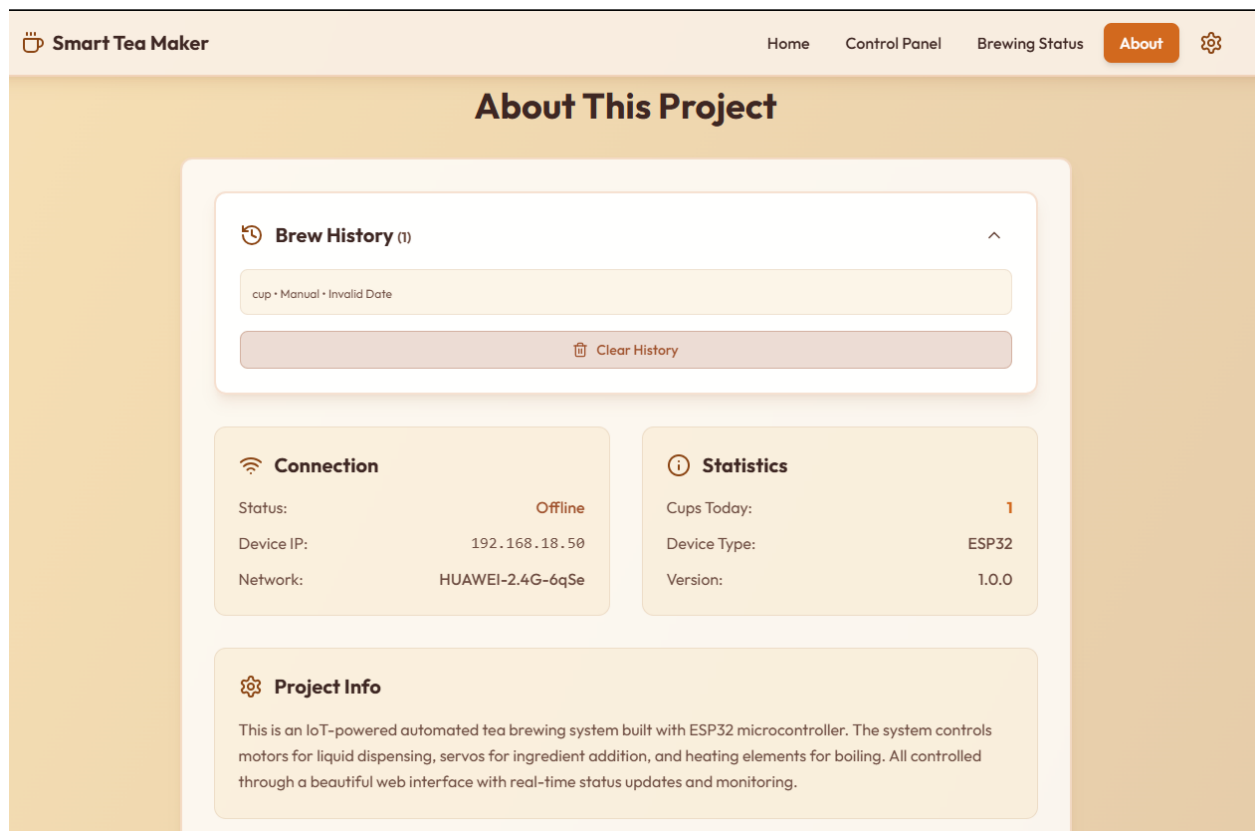 Smart Tea Maker
Home
Control Panel
Brewing Status
About
About This Project
Brew History (1)
cup • Manual • Invalid Date
Clear History
Connection
Status: Offline
Device IP: 192.168.18.50
Network: HUAWEI-2.4G-6qSe
Statistics
Cups Today: 1
Device Type: ESP32
Version: 1.0.0
Project Info
This is an IoT-powered automated tea brewing system built with ESP32 microcontroller. The system controls
motors for liquid dispensing, servos for ingredient addition, and heating elements for boiling. All controlled
through a beautiful web interface with real-time status updates and monitoring.